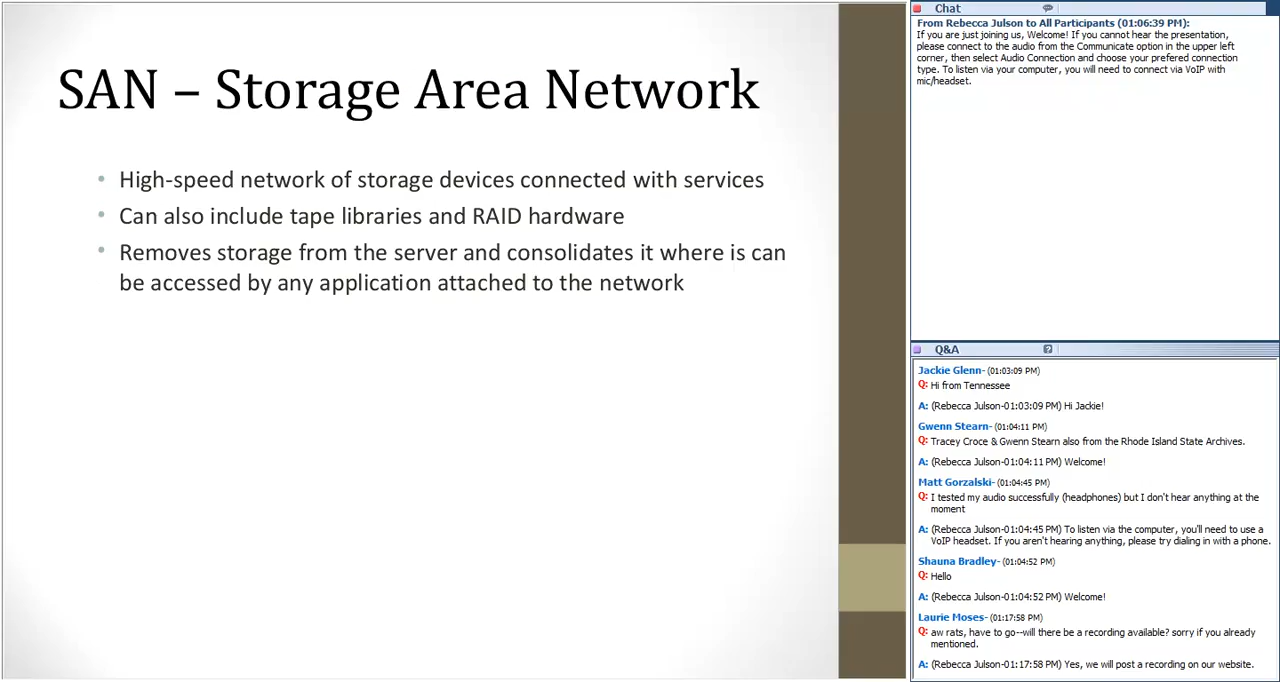 SAN – Storage Area Network
• High-speed network of storage devices connected with services
• Can also include tape libraries and RAID hardware
• Removes storage from the server and consolidates it where is can
be accessed by any application attached to the network
Chat
From Rebecca Julson to All Participants (01:06:39 PM):
If you are just joining us, Welcome! If you cannot hear the presentation,
please connect to the audio from the Communicate option in the upper left
corner, then select Audio Connection and choose your prefered connection
type. To listen via your computer, you will need to connect via VoIP with
mic/headset.
Q&A
Jackie Glenn- (01:03:09 PM)
Q: Hi from Tennessee
A: (Rebecca Julson-01:03:09 PM) Hi Jackie!
Gwenn Stearn- (01:04:11 PM)
Q: Tracey Croce & Gwenn Stearn also from the Rhode Island State Archives.
A: (Rebecca Julson-01:04:11 PM) Welcome!
Matt Gorzalski- (01:04:45 PM)
Q: I tested my audio successfully (headphones) but I don't hear anything at the
moment
A: (Rebecca Julson-01:04:45 PM) To listen via the computer, you'll need to use a
VoIP headset. If you aren't hearing anything, please try dialing in with a phone.
Shauna Bradley- (01:04:52 PM)
Q: Hello
A: (Rebecca Julson-01:04:52 PM) Welcome!
Laurie Moses- (01:17:58 PM)
Q: aw rats, have to go--will there be a recording available? sorry if you already
mentioned.
A: (Rebecca Julson-01:17:58 PM) Yes, we will post a recording on our website.